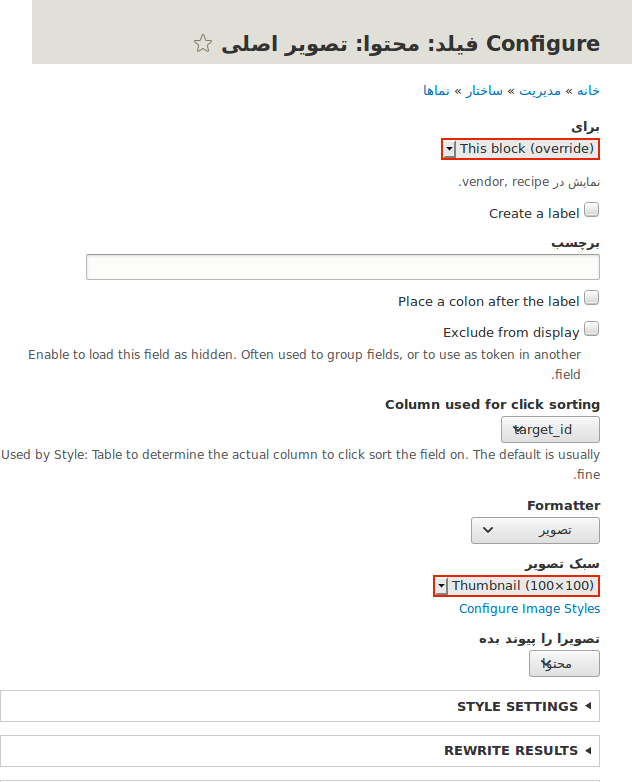 Configure فیلد: محتوا: تصویر اصلی
خانه » مدیریت » ساختار » نماها
برای
This block (override)
نمایش در vendor, recipe.
Create a label
برچسب
Place a colon after the label
Exclude from display
Enable to load this field as hidden. Often used to group fields, or to use as token in another
field.
Column used for click sorting
target_id
Used by Style: Table to determine the actual column to click sort the field on. The default is usually
fine.
Formatter
تصویر
سبک تصویر
Thumbnail (100×100)
Configure Image Styles
تصویرا را پیوند بده
محتوا
STYLE SETTINGS
REWRITE RESULTS